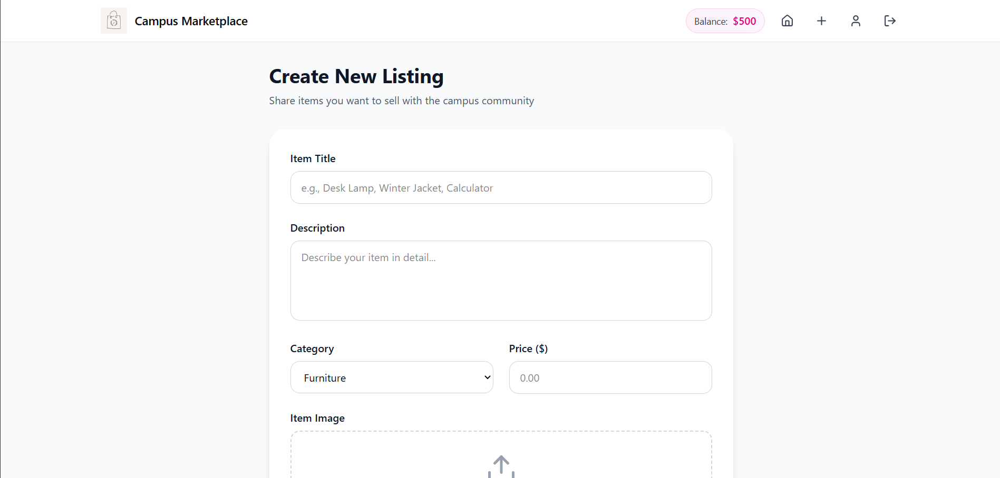 Campus Marketplace
Balance: $500
Create New Listing
Share items you want to sell with the campus community
Item Title
e.g., Desk Lamp, Winter Jacket, Calculator
Description
Describe your item in detail...
Category
Price ($)
Furniture
0.00
Item Image